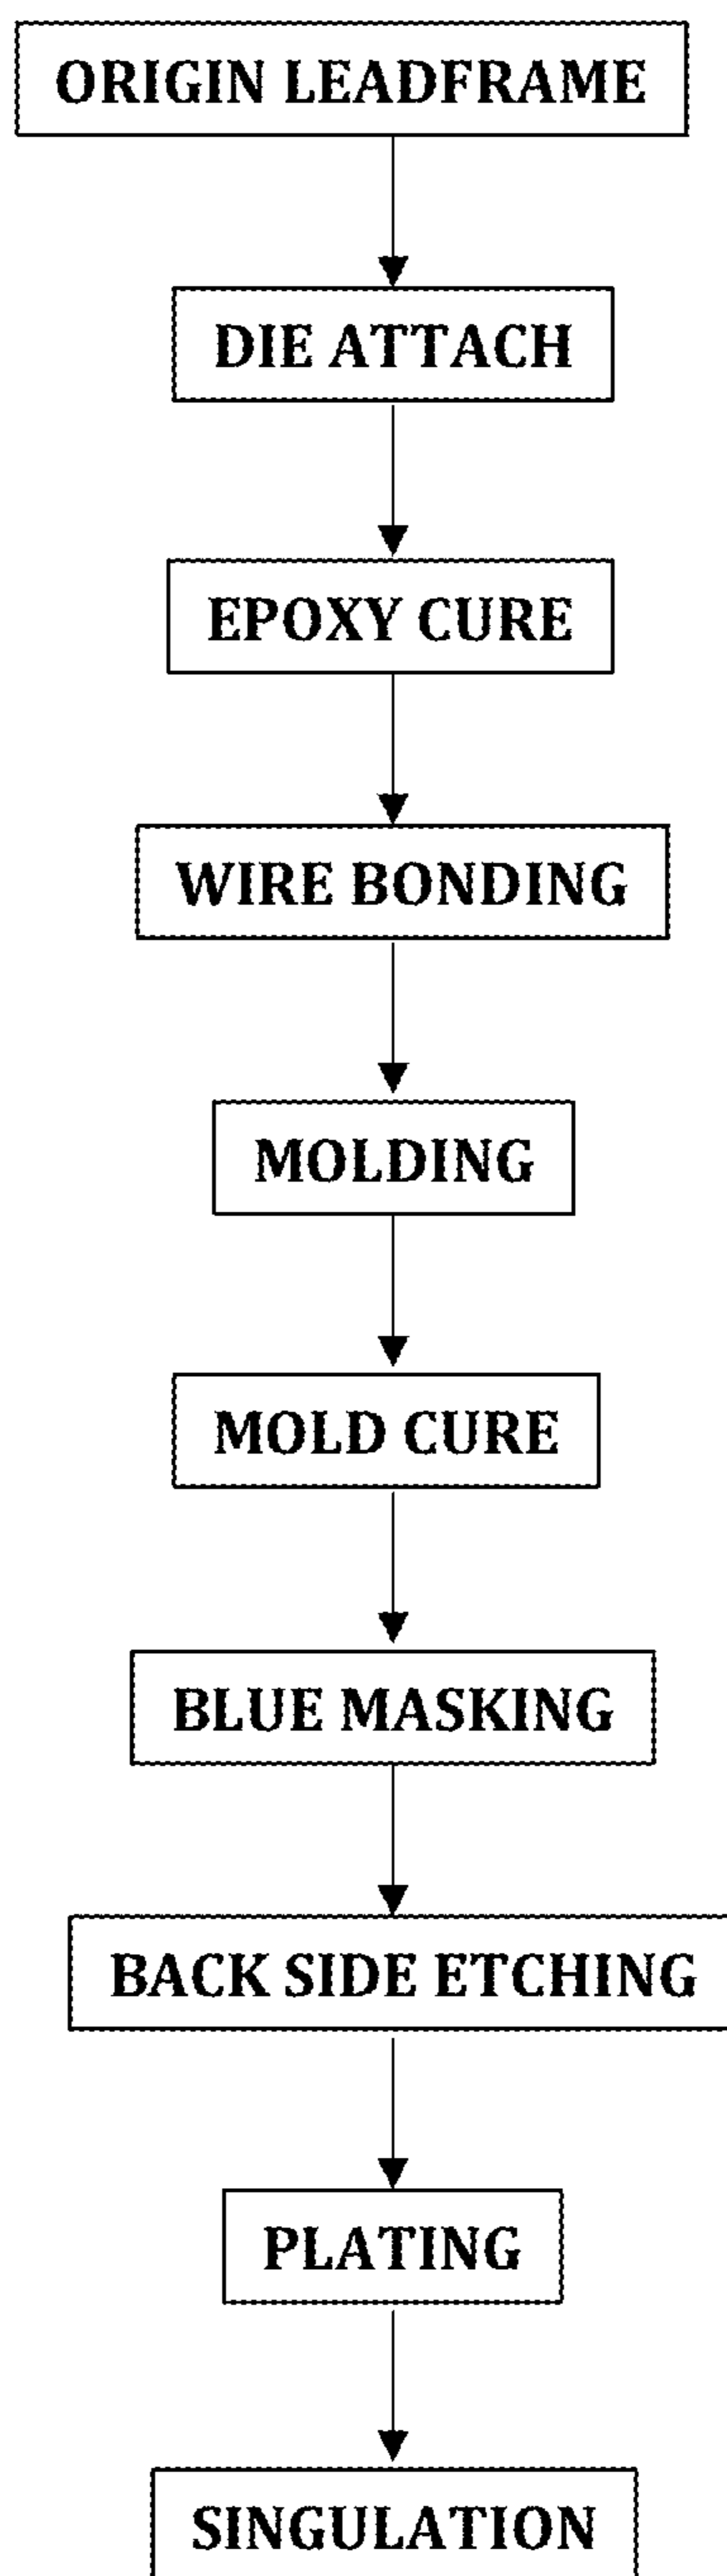 ORIGIN LEADFRAME
DIE ATTACH
EPOXY CURE
WIRE BONDING
MOLDING
MOLD CURE
BLUE MASKING
BACK SIDE ETCHING
PLATING
SINGULATION